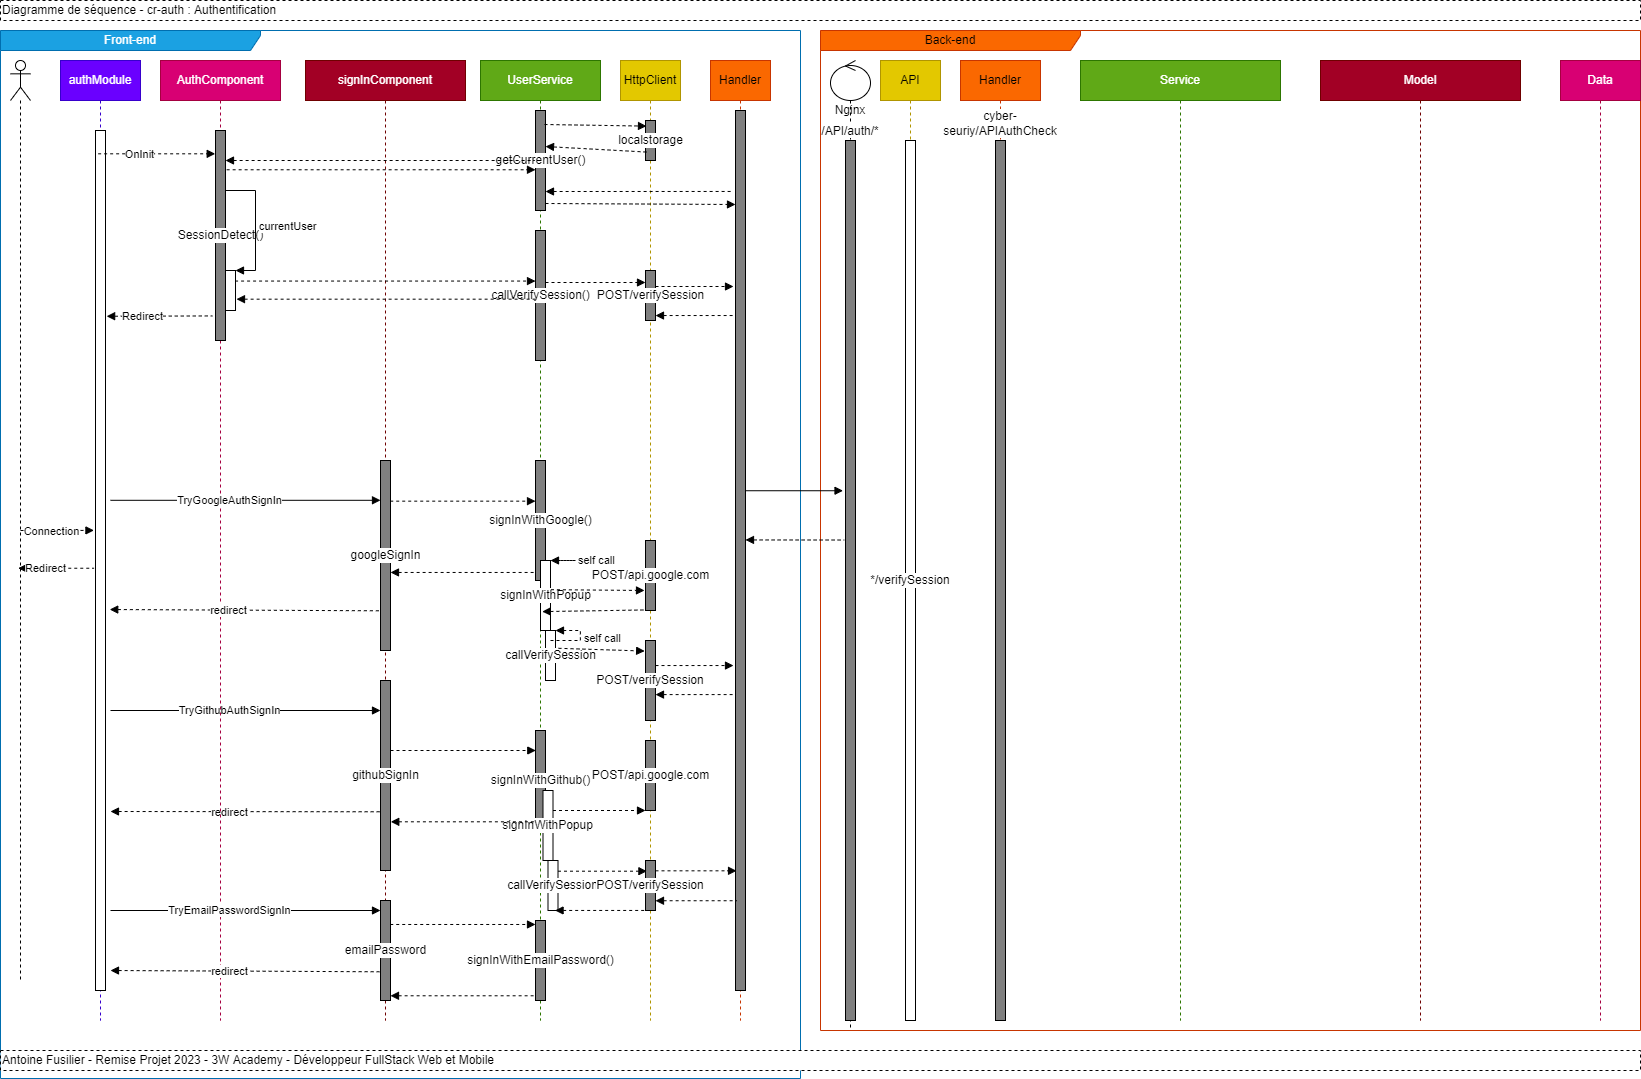 Diagramme de séquence - cr-auth : Authentification
Front-end
Back-end
authModule
AuthComponent
signInComponent
UserService
HttpClient
Handler
API
Handler
Service
Model
Data
Nginx
/API/auth/*
cyber-
seuriy/APIAuthCheck
localstorage
OnInit
getCurrentUser()
currentUser
SessionDetect()
callVerifySession()
POST/verifySession
Redirect
TryGoogleAuthSignIn
signInWithGoogle()
Connection
googleSignIn
self call
Redirect
POST/api.google.com
*/verifySession
signInWithPopup
redirect
self call
callVerifySession
POST/verifySession
TryGithubAuthSignIn
githubSignIn
signInWithGithub()
POST/api.google.com
redirect
signInWithPopup
callVerifySession
POST/verifySession
TryEmailPasswordSignIn
emailPassword
signInWithEmailPassword()
redirect
Antoine Fusilier - Remise Projet 2023 - 3W Academy - Développeur FullStack Web et Mobile